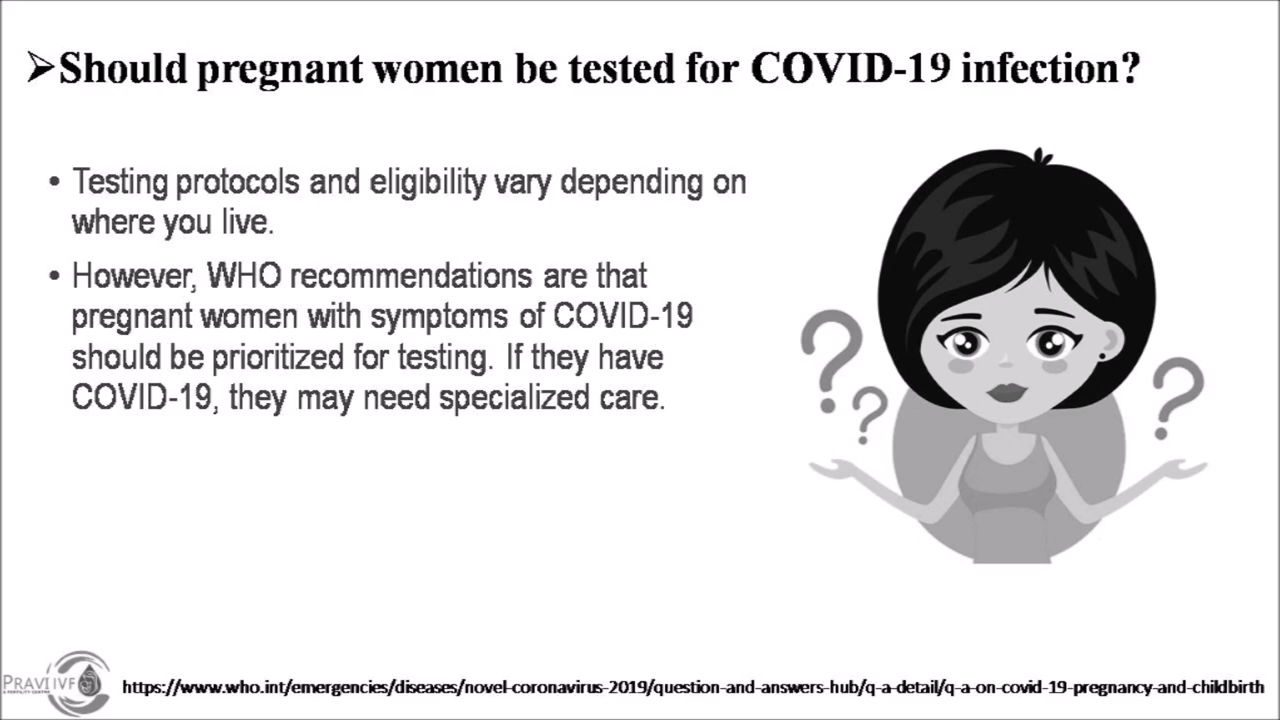 ➢Should pregnant women be tested for COVID-19 infection?
• Testing protocols and eligibility vary depending on
where you live.
• However, WHO recommendations are that
pregnant women with symptoms of COVID-19
should be prioritized for testing. If they have
COVID-19, they may need specialized care.
? ? ?
PRAVI IVF
A FERTILITY CENTRE
https://www.who.int/emergencies/diseases/novel-coronavirus-2019/question-and-answers-hub/q-a-detail/q-a-on-covid-19-pregnancy-and-childbirth